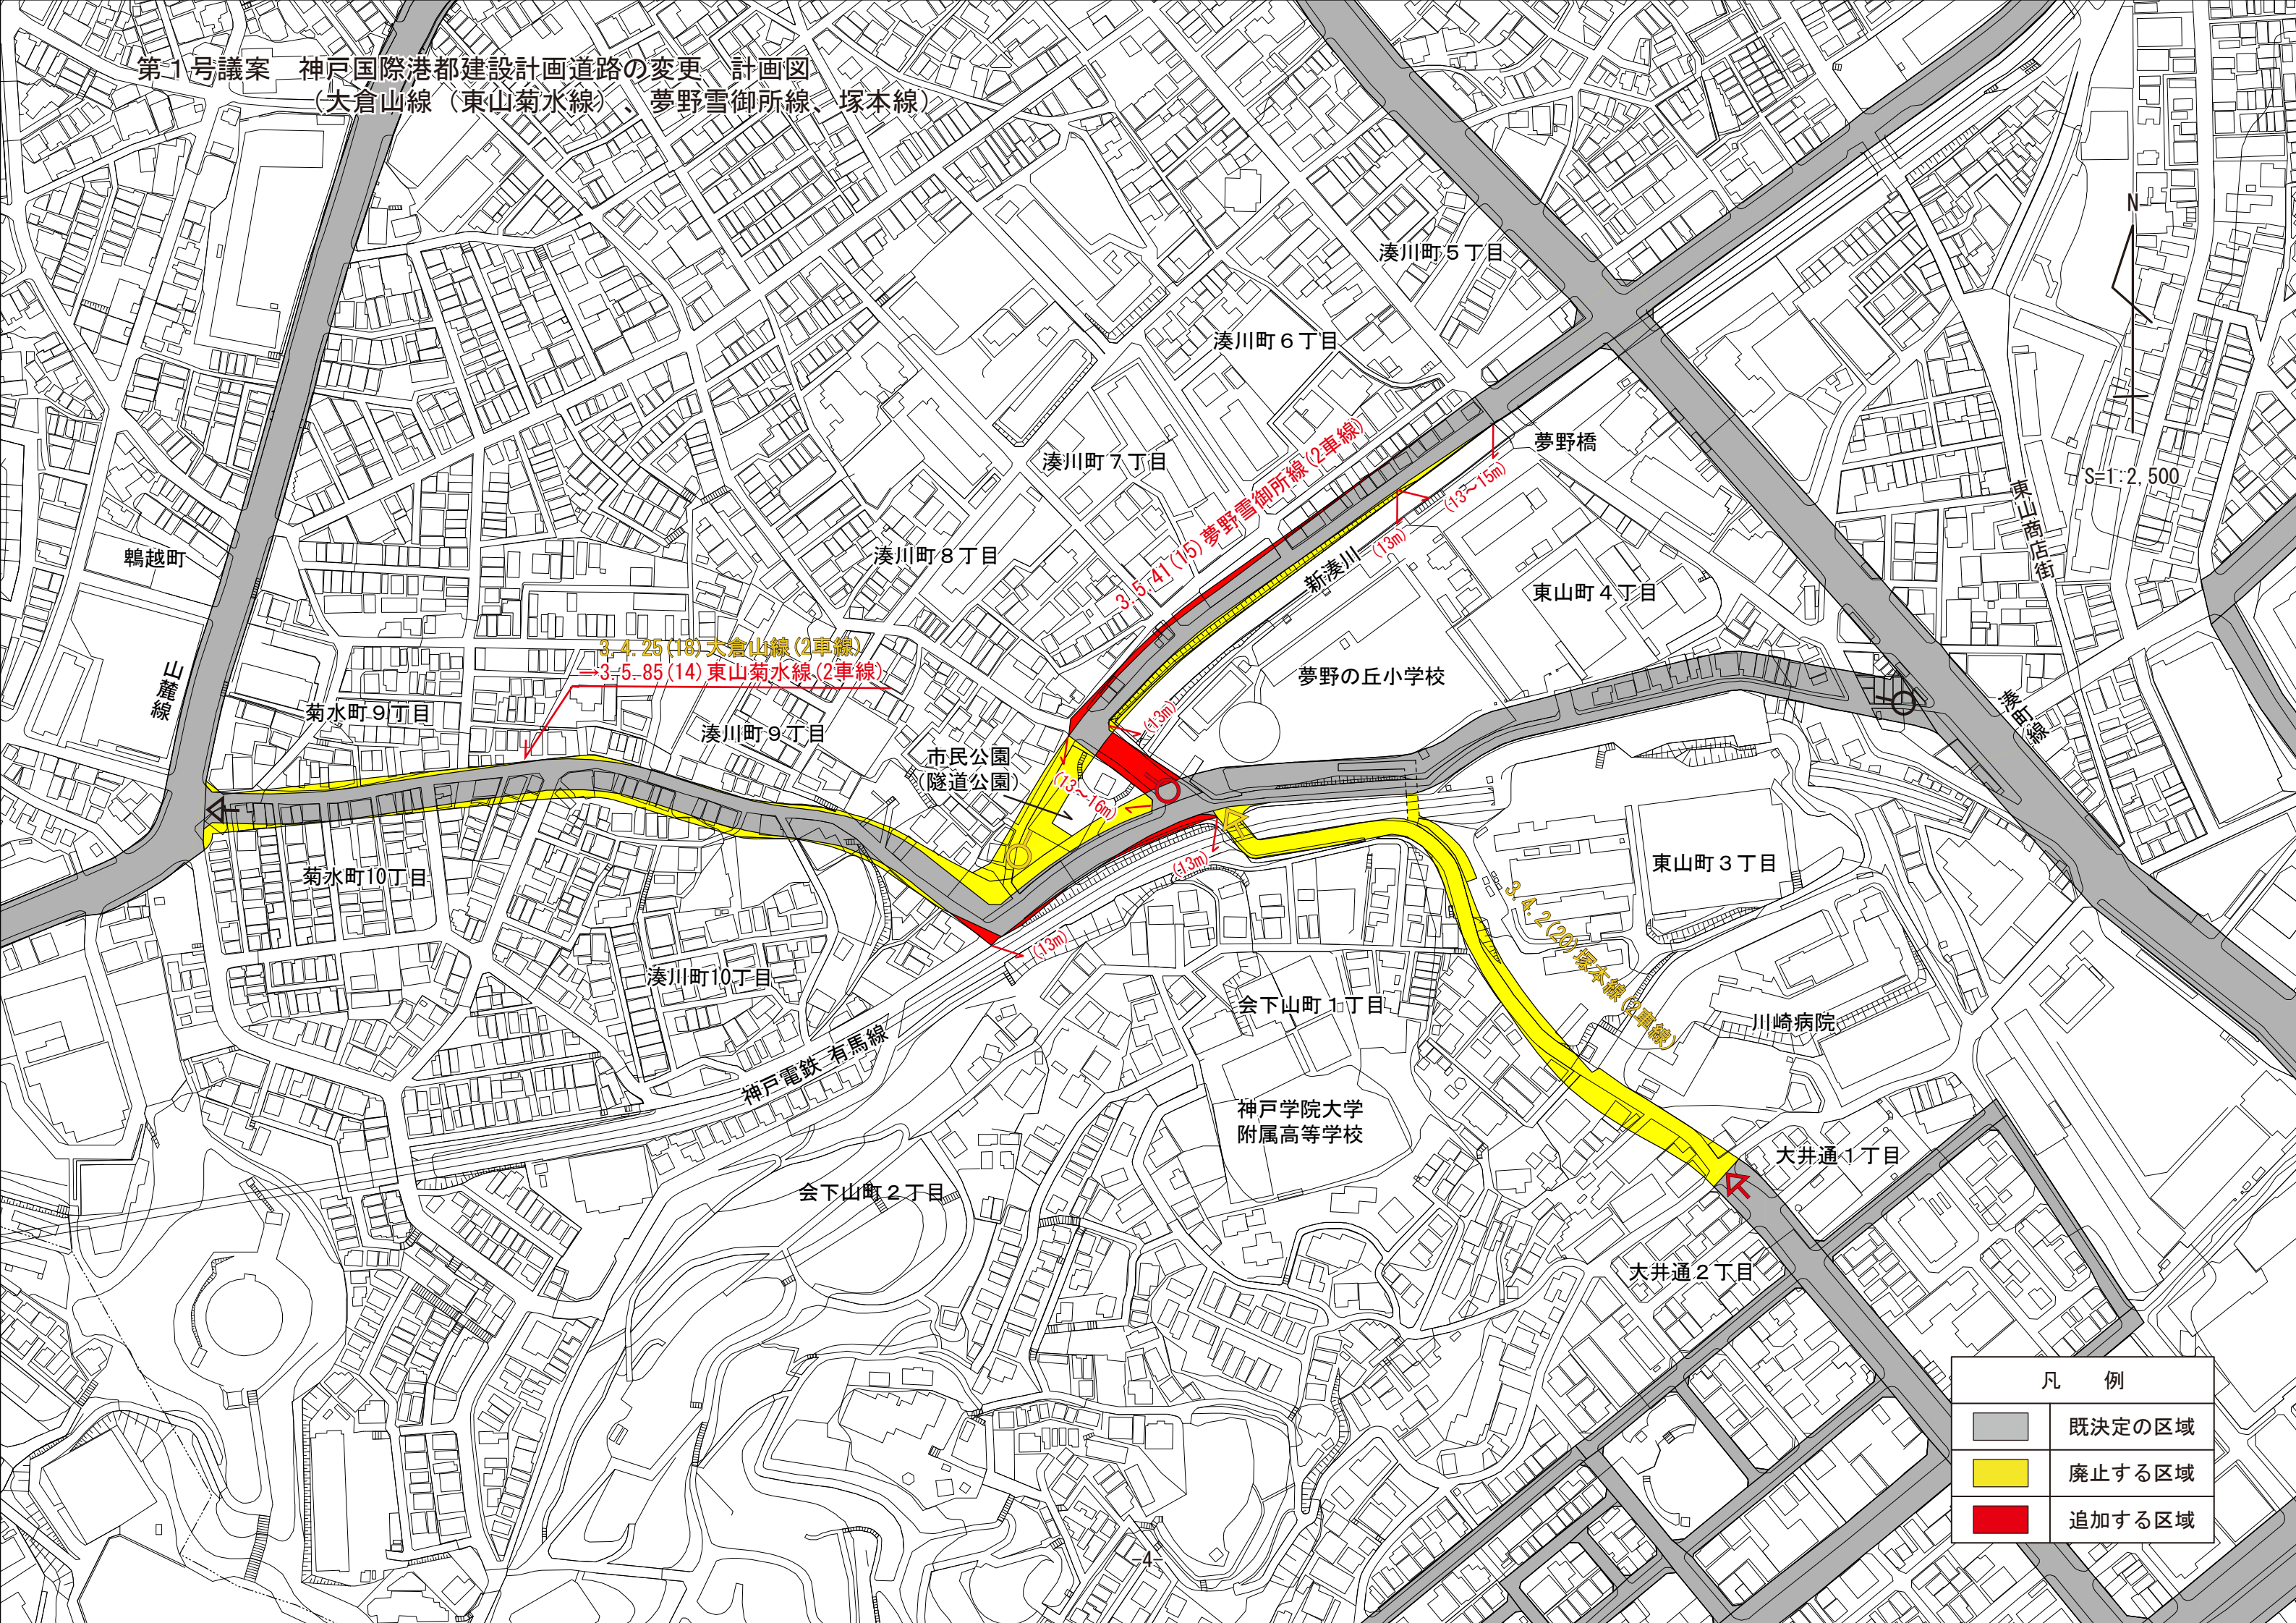 第１号議案　神戸国際港都建設計画道路の変更　計画図
（大倉山線（東山菊水線）、夢野雪御所線、塚本線）
N
S=1:2,500
湊川町５丁目
湊川町６丁目
湊川町７丁目
3.5.41(15)夢野雪御所線(2車線)
夢野橋
(13～15m)
(13m)
新湊川
東山商店街
鵯越町
湊川町８丁目
東山町４丁目
3.4.25(18)大倉山線(2車線)
→3.5.85(14)東山菊水線(2車線)
夢野の丘小学校
山麓線
菊水町９丁目
湊川町９丁目
(13m)
湊町線
市民公園
（隧道公園）
(13～16m)
(13m)
東山町３丁目
菊水町10丁目
3.4.2(20)塚本線(2車線)
(13m)
湊川町10丁目
会下山町１丁目
川崎病院
神戸電鉄 有馬線
神戸学院大学
附属高等学校
大井通１丁目
会下山町２丁目
大井通２丁目
凡　例
既決定の区域
廃止する区域
追加する区域
-4-